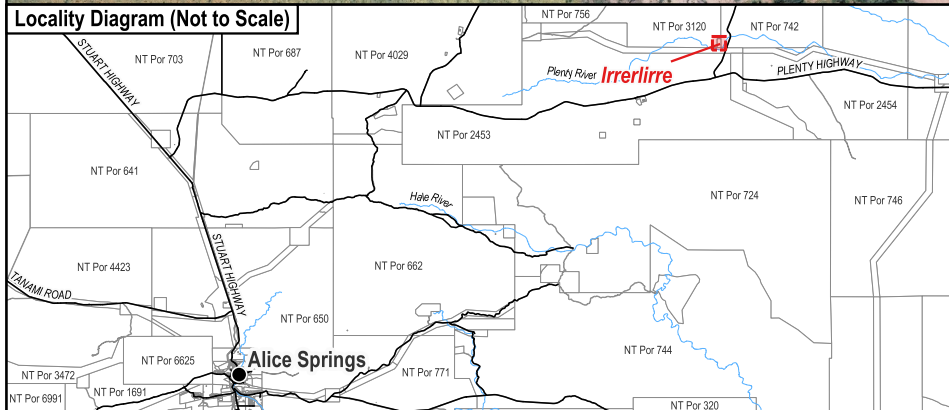 Locality Diagram (Not to Scale)
NT Por 756
NT Por 3120
NT Por 742
STUART HIGHWAY
NT Por 703
NT Por 687
NT Por 4029
Plenty River
Irrerlirre
PLENTY HIGHWAY
NT Por 2454
NT Por 2453
NT Por 641
Hale River
NT Por 724
NT Por 746
STUART HIGHWAY
NT Por 4423
NT Por 662
TANAMI ROAD
NT Por 650
NT Por 744
NT Por 6625
Alice Springs
NT Por 3472
NT Por 771
NT Por 6991
NT Por 1691
NT Por 320